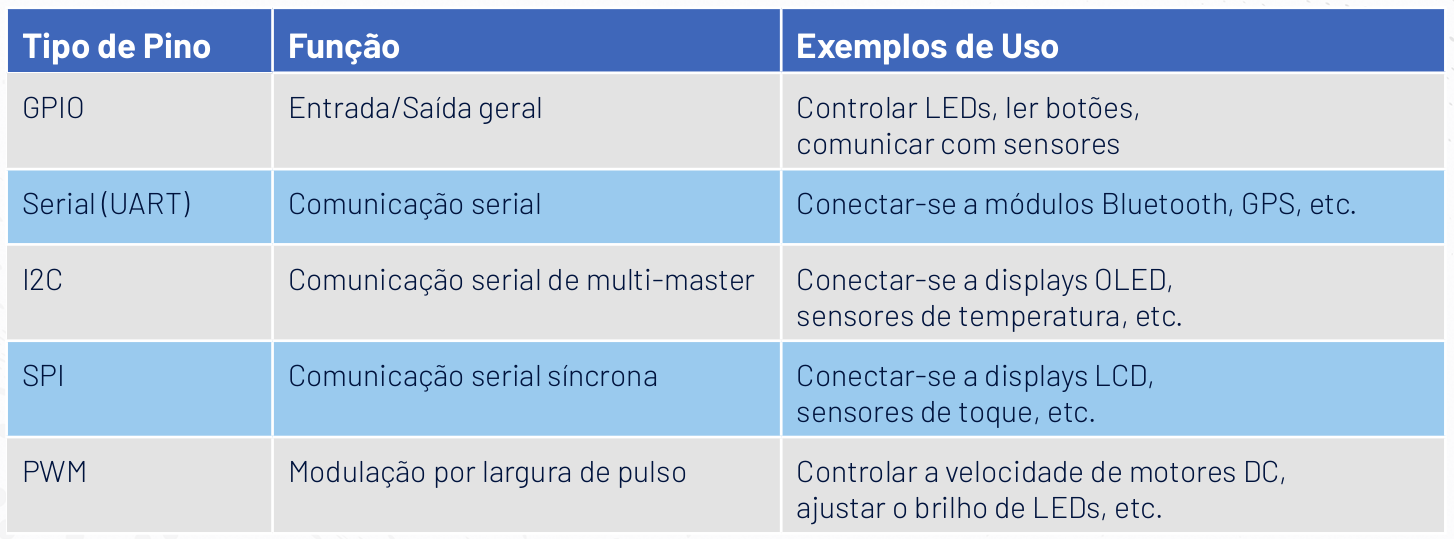 Tipo de Pino Função Exemplos de Uso
GPIO Entrada/Saída geral Controlar LEDs, ler botões,
comunicar com sensores
Serial (UART) Comunicação serial Conectar-se a módulos Bluetooth, GPS, etc.
I2C Comunicação serial de multi-master Conectar-se a displays OLED,
sensores de temperatura, etc.
SPI Comunicação serial síncrona Conectar-se a displays LCD,
sensores de toque, etc.
PWM Modulação por largura de pulso Controlar a velocidade de motores DC,
ajustar o brilho de LEDs, etc.